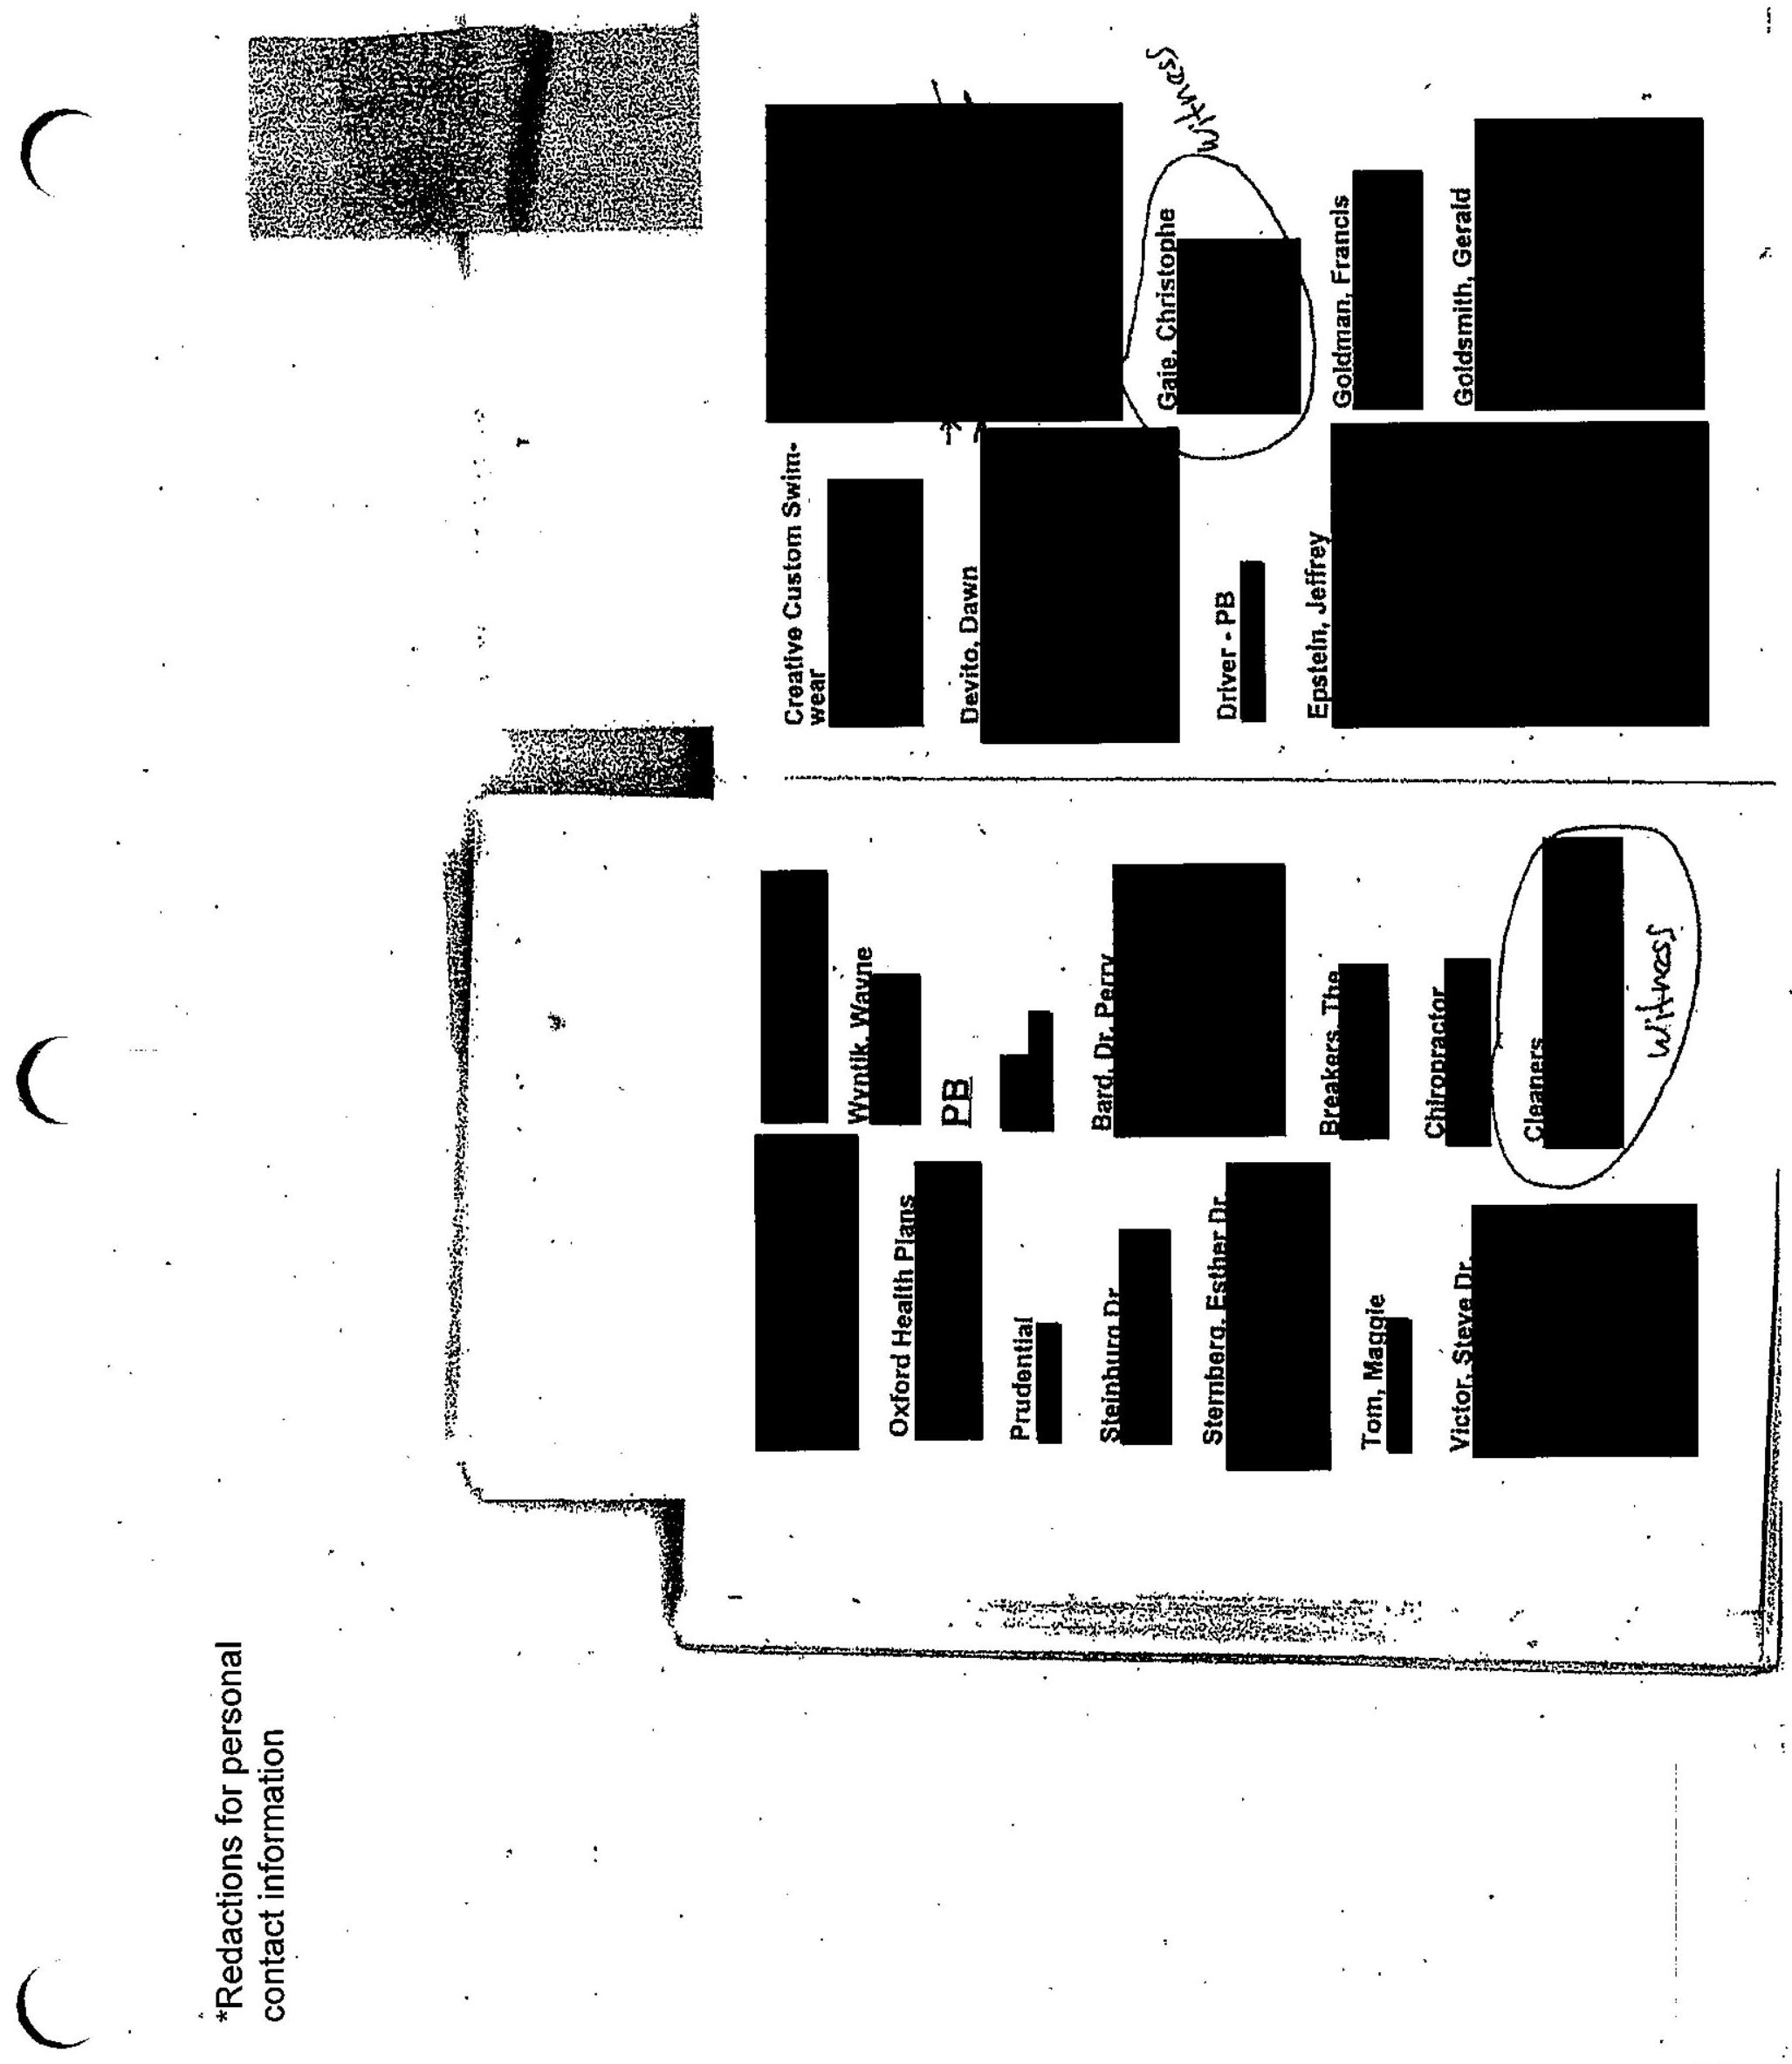 *Redactions for personal
contact information
Oxford Health Plans
Prudential
Steinburg Dr
Sternberg, Esther Dr.
Tom, Maggie
Victor, Steve Dr.
Wyntik, Wayne
PB
Bard, Dr. Perry
Breakers, The
Chiropractor
Cleaners
Witness
Creative Custom Swim-
wear
Devito, Dawn
Driver - PB
Epstein, Jeffrey
Gaie, Christophe
Witness
Goldman, Francis
Goldsmith, Gerald